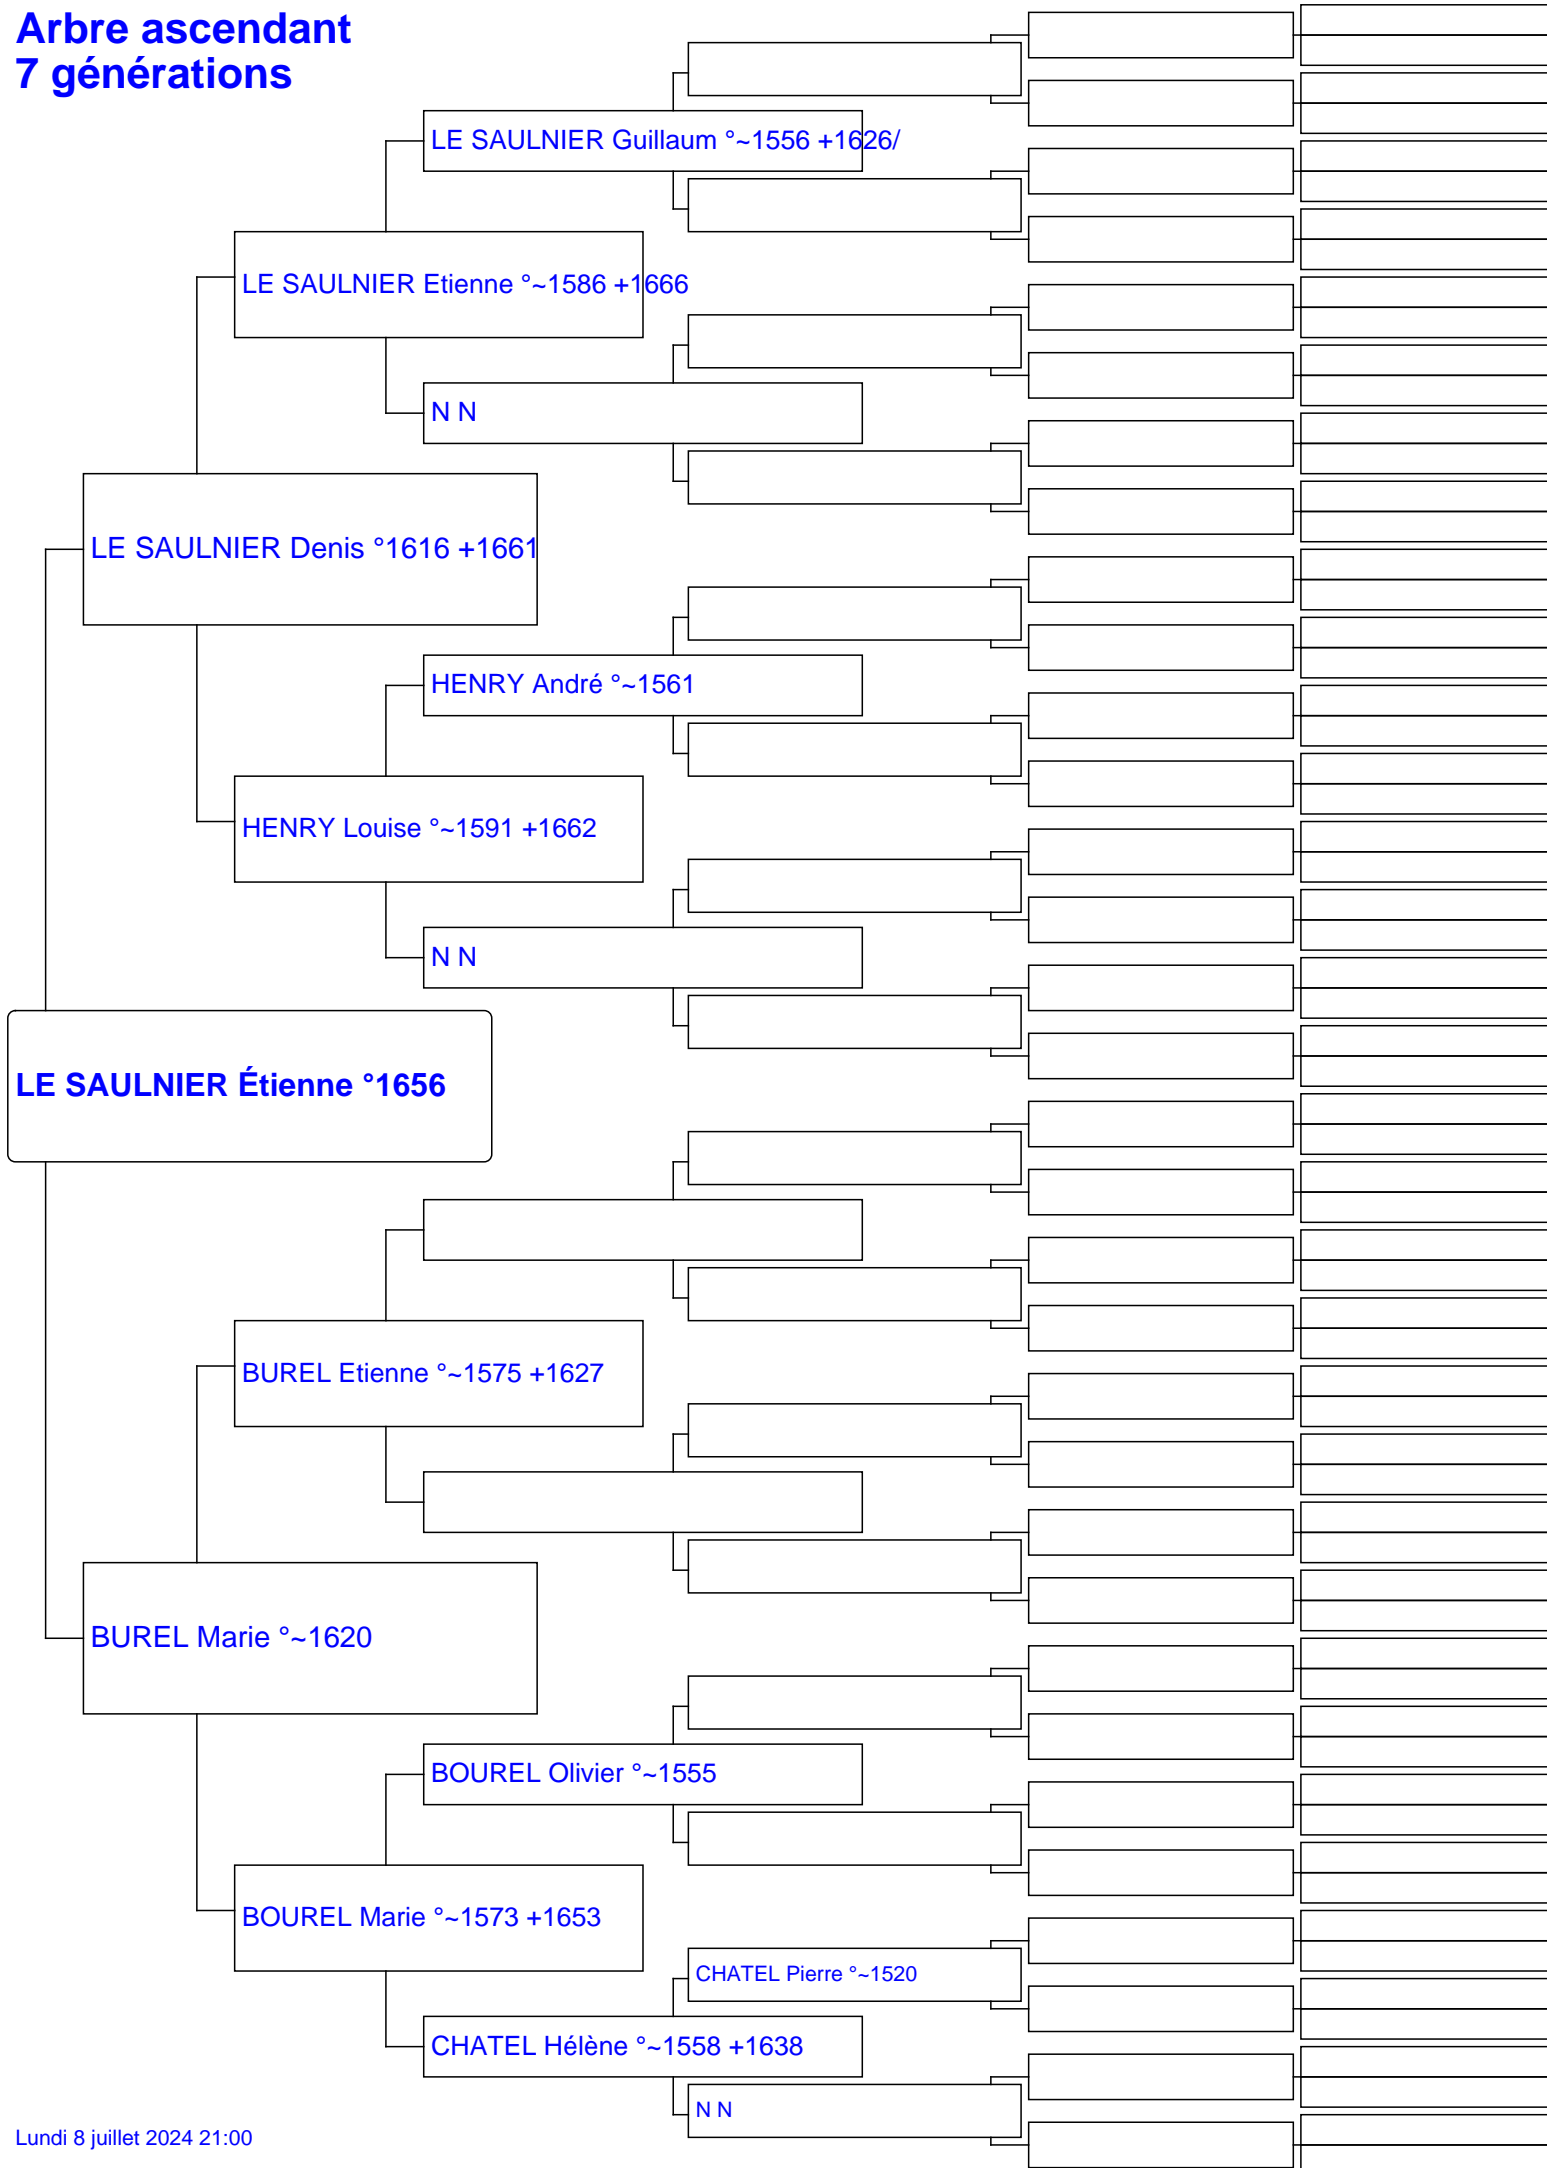 Arbre ascendant
7 générations
LE SAULNIER Guillaum °~1556 +1626/
LE SAULNIER Etienne °~1586 +1666
N N
LE SAULNIER Denis °1616 +1661
HENRY André °~1561
HENRY Louise °~1591 +1662
N N
LE SAULNIER Étienne °1656
BUREL Etienne °~1575 +1627
BUREL Marie °~1620
BOUREL Olivier °~1555
BOUREL Marie °~1573 +1653
CHATEL Pierre °~1520
CHATEL Hélène °~1558 +1638
N N
Lundi 8 juillet 2024 21:00